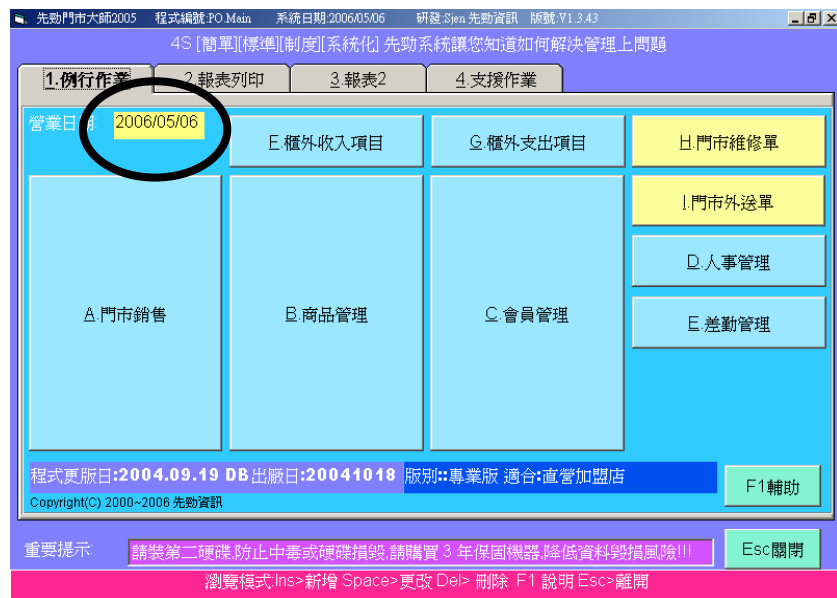 先勁門市大師2005 程式編號:PO.Main 系統日期:2006/05/06 研發:Sjen 先勁資訊 版號:V1.3.43
4S [簡單][標準][制度][系統化] 先勁系統讓您知道如何解決管理上問題
1.例行作業 2.報表列印 3.報表2 4.支援作業
營業日期: 2006/05/06
E.櫃外收入項目 G.櫃外支出項目 H.門市維修單
I.門市外送單
D.人事管理
A.門市銷售 B.商品管理 C.會員管理
E.差勤管理
程式更版日:2004.09.19 DB出廠日:20041018 版別::專業版 適合:直營加盟店
F1輔助
Copyright(C) 2000~2006 先勁資訊
重要提示: 請裝第二硬碟.防止中毒或硬碟損毀.請購買 3 年保固機器.降低資料毀損風險!!! Esc關閉
瀏覽模式:Ins>新增 Space>更改 Del> 刪除 F1 說明 Esc>離開